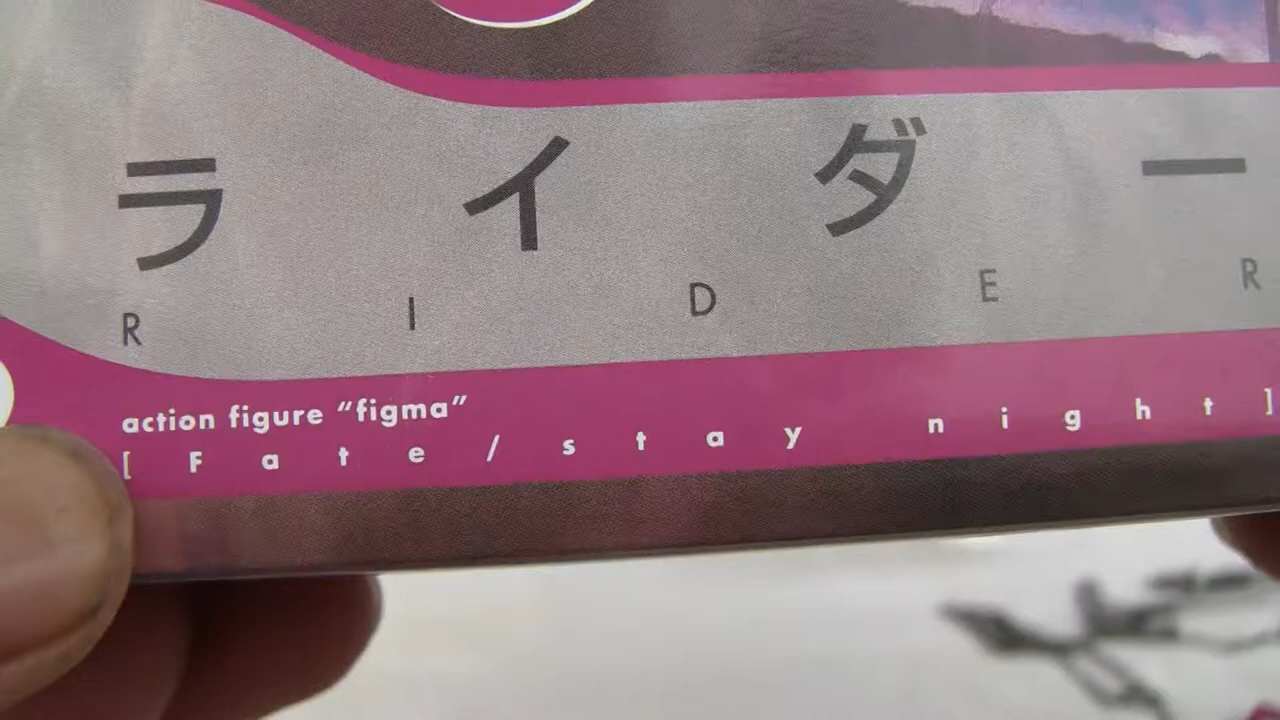 ライダー
RIDER
action figure “figma”
[Fate/stay night]